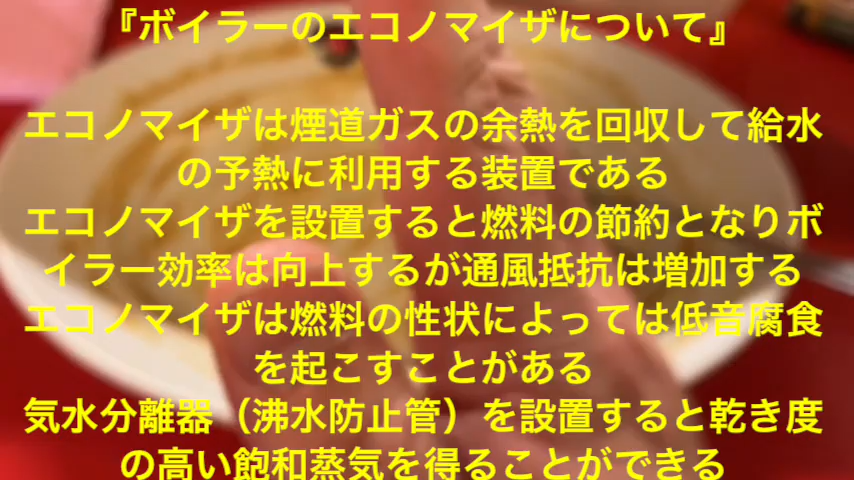 『ボイラーのエコノマイザについて』
エコノマイザは煙道ガスの余熱を回収して給水
の予熱に利用する装置である
エコノマイザを設置すると燃料の節約となりボ
イラー効率は向上するが通風抵抗は増加する
エコノマイザは燃料の性状によっては低音腐食
を起こすことがある
気水分離器（沸水防止管）を設置すると乾き度
の高い飽和蒸気を得ることができる